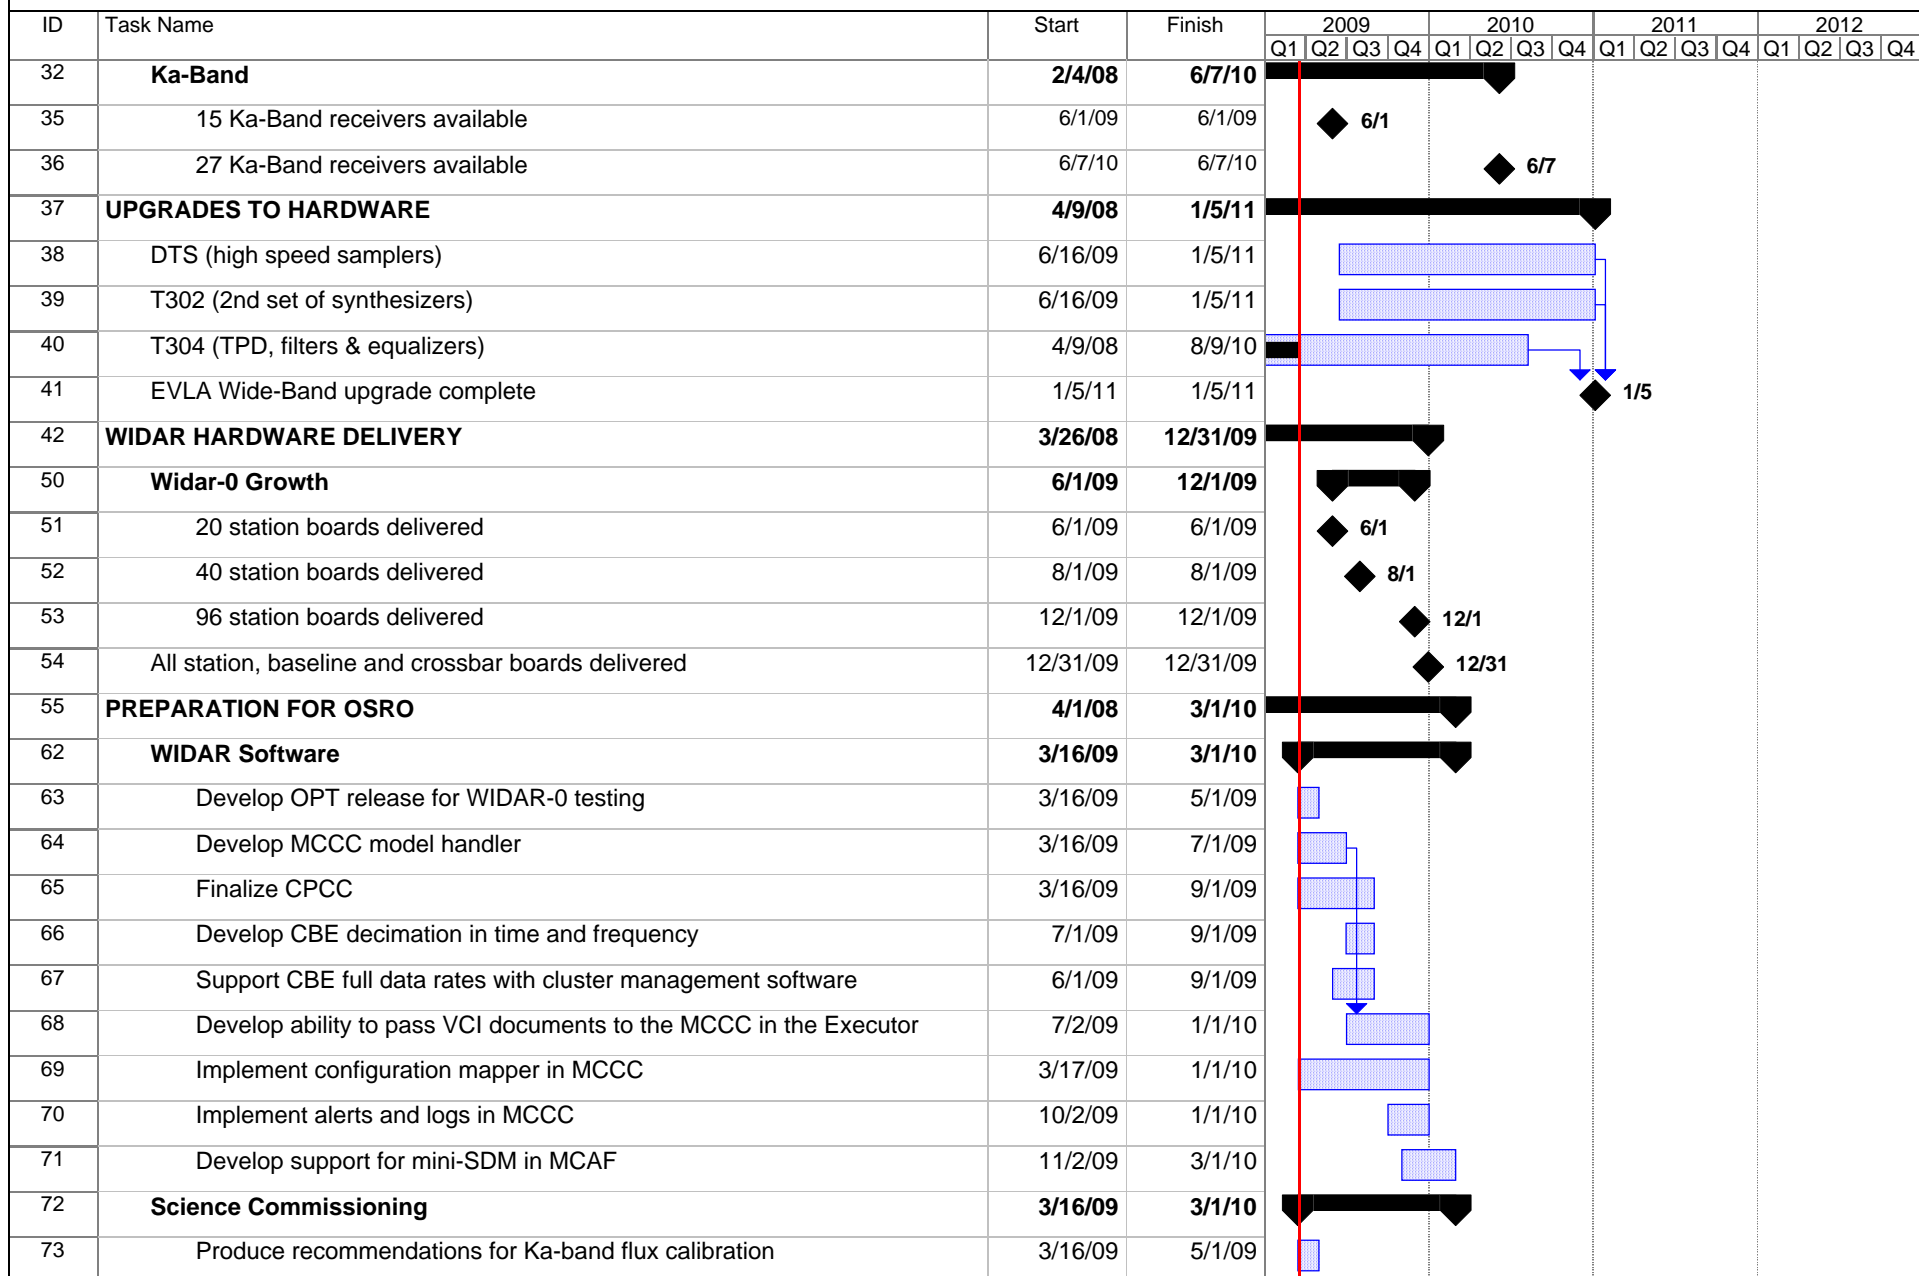 ID Task Name Start Finish 2009 2010 2011 2012
Q1 Q2 Q3 Q4 Q1 Q2 Q3 Q4 Q1 Q2 Q3 Q4 Q1 Q2 Q3 Q4
32 Ka-Band 2/4/08 6/7/10
35 15 Ka-Band receivers available 6/1/09 6/1/09 6/1
36 27 Ka-Band receivers available 6/7/10 6/7/10 6/7
37 UPGRADES TO HARDWARE 4/9/08 1/5/11
38 DTS (high speed samplers) 6/16/09 1/5/11
39 T302 (2nd set of synthesizers) 6/16/09 1/5/11
40 T304 (TPD, filters & equalizers) 4/9/08 8/9/10
41 EVLA Wide-Band upgrade complete 1/5/11 1/5/11 1/5
42 WIDAR HARDWARE DELIVERY 3/26/08 12/31/09
50 Widar-0 Growth 6/1/09 12/1/09
51 20 station boards delivered 6/1/09 6/1/09 6/1
52 40 station boards delivered 8/1/09 8/1/09 8/1
53 96 station boards delivered 12/1/09 12/1/09 12/1
54 All station, baseline and crossbar boards delivered 12/31/09 12/31/09 12/31
55 PREPARATION FOR OSRO 4/1/08 3/1/10
62 WIDAR Software 3/16/09 3/1/10
63 Develop OPT release for WIDAR-0 testing 3/16/09 5/1/09
64 Develop MCCC model handler 3/16/09 7/1/09
65 Finalize CPCC 3/16/09 9/1/09
66 Develop CBE decimation in time and frequency 7/1/09 9/1/09
67 Support CBE full data rates with cluster management software 6/1/09 9/1/09
68 Develop ability to pass VCI documents to the MCCC in the Executor 7/2/09 1/1/10
69 Implement configuration mapper in MCCC 3/17/09 1/1/10
70 Implement alerts and logs in MCCC 10/2/09 1/1/10
71 Develop support for mini-SDM in MCAF 11/2/09 3/1/10
72 Science Commissioning 3/16/09 3/1/10
73 Produce recommendations for Ka-band flux calibration 3/16/09 5/1/09